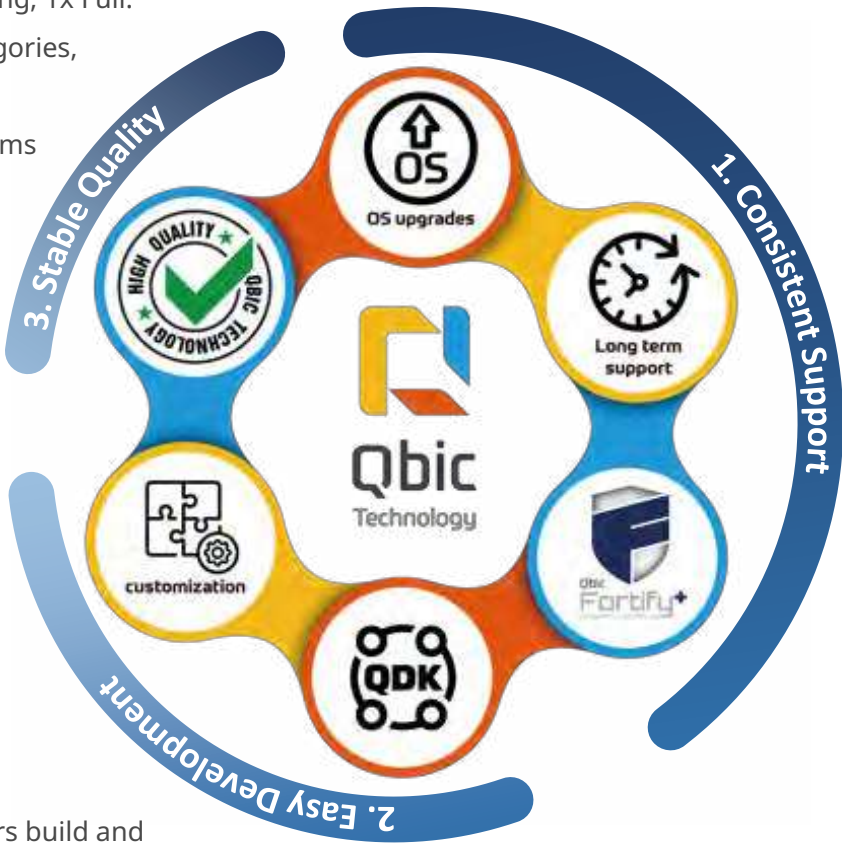 ng, 1x Full.
gories,
ms
rs build and
1. Consistent Support
OS
OS upgrades
Long term
support
Qbic
Fortify+
2. Easy Development
QDK
customization
3. Stable Quality
HIGH QUALITY
QBIC TECHNOLOGY
Qbic
Technology